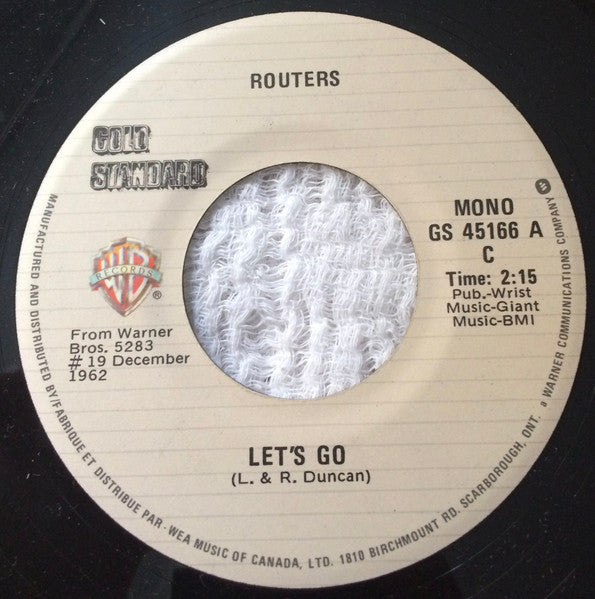 ROUTERS
GOLD
STANDARD
MONO
GS 45166 A
C
Time: 2:15
Pub.-Wrist
Music-Giant
Music-BMI
WB
RECORDS
®
From Warner
Bros. 5283
# 19 December
1962
LET'S GO
(L. & R. Duncan)
MANUFACTURED AND DISTRIBUTED BY/FABRIQUE ET DISTRIBUE PAR-WEA MUSIC OF CANADA, LTD. 1810 BIRCHMOUNT RD. SCARBOROUGH, ONT. a WARNER COMMUNICATIONS COMPANY